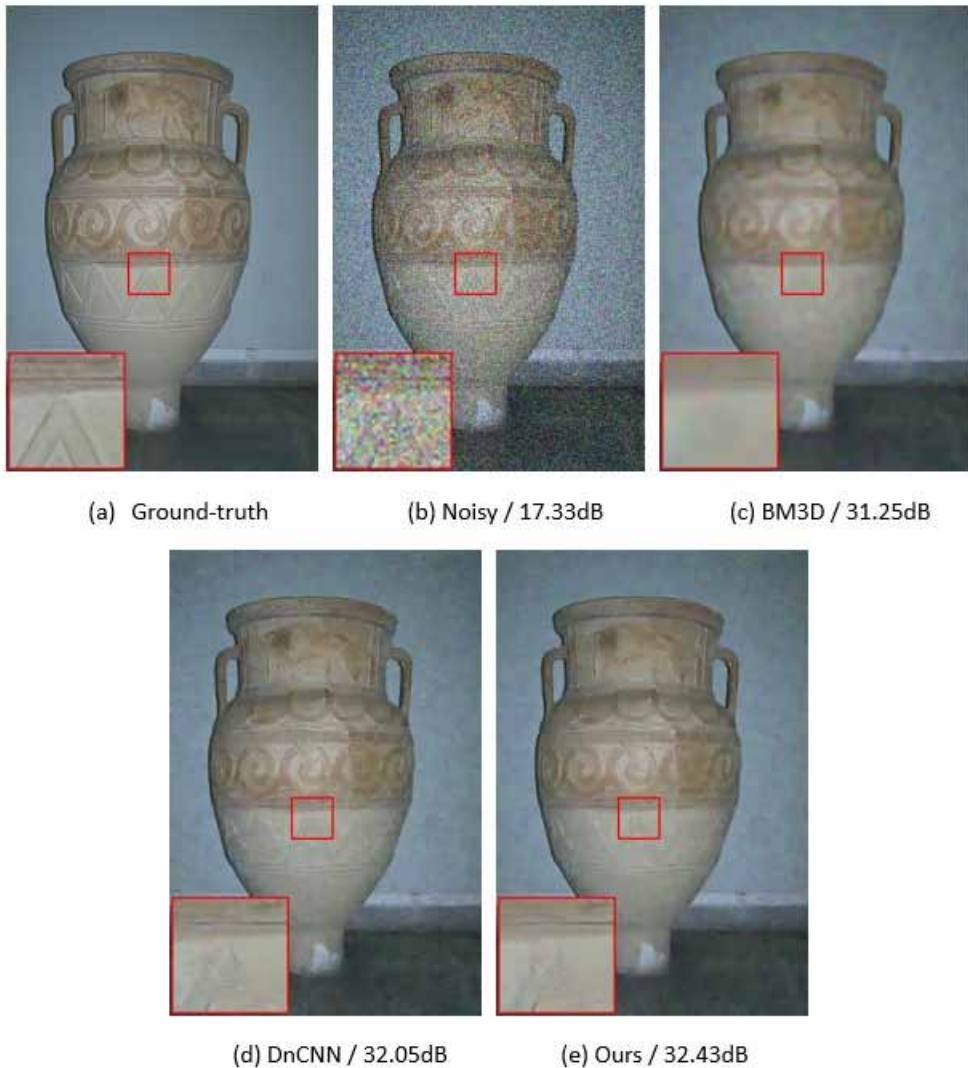 (a) Ground-truth
(b) Noisy / 17.33dB
(c) BM3D / 31.25dB
(d) DnCNN / 32.05dB
(e) Ours / 32.43dB